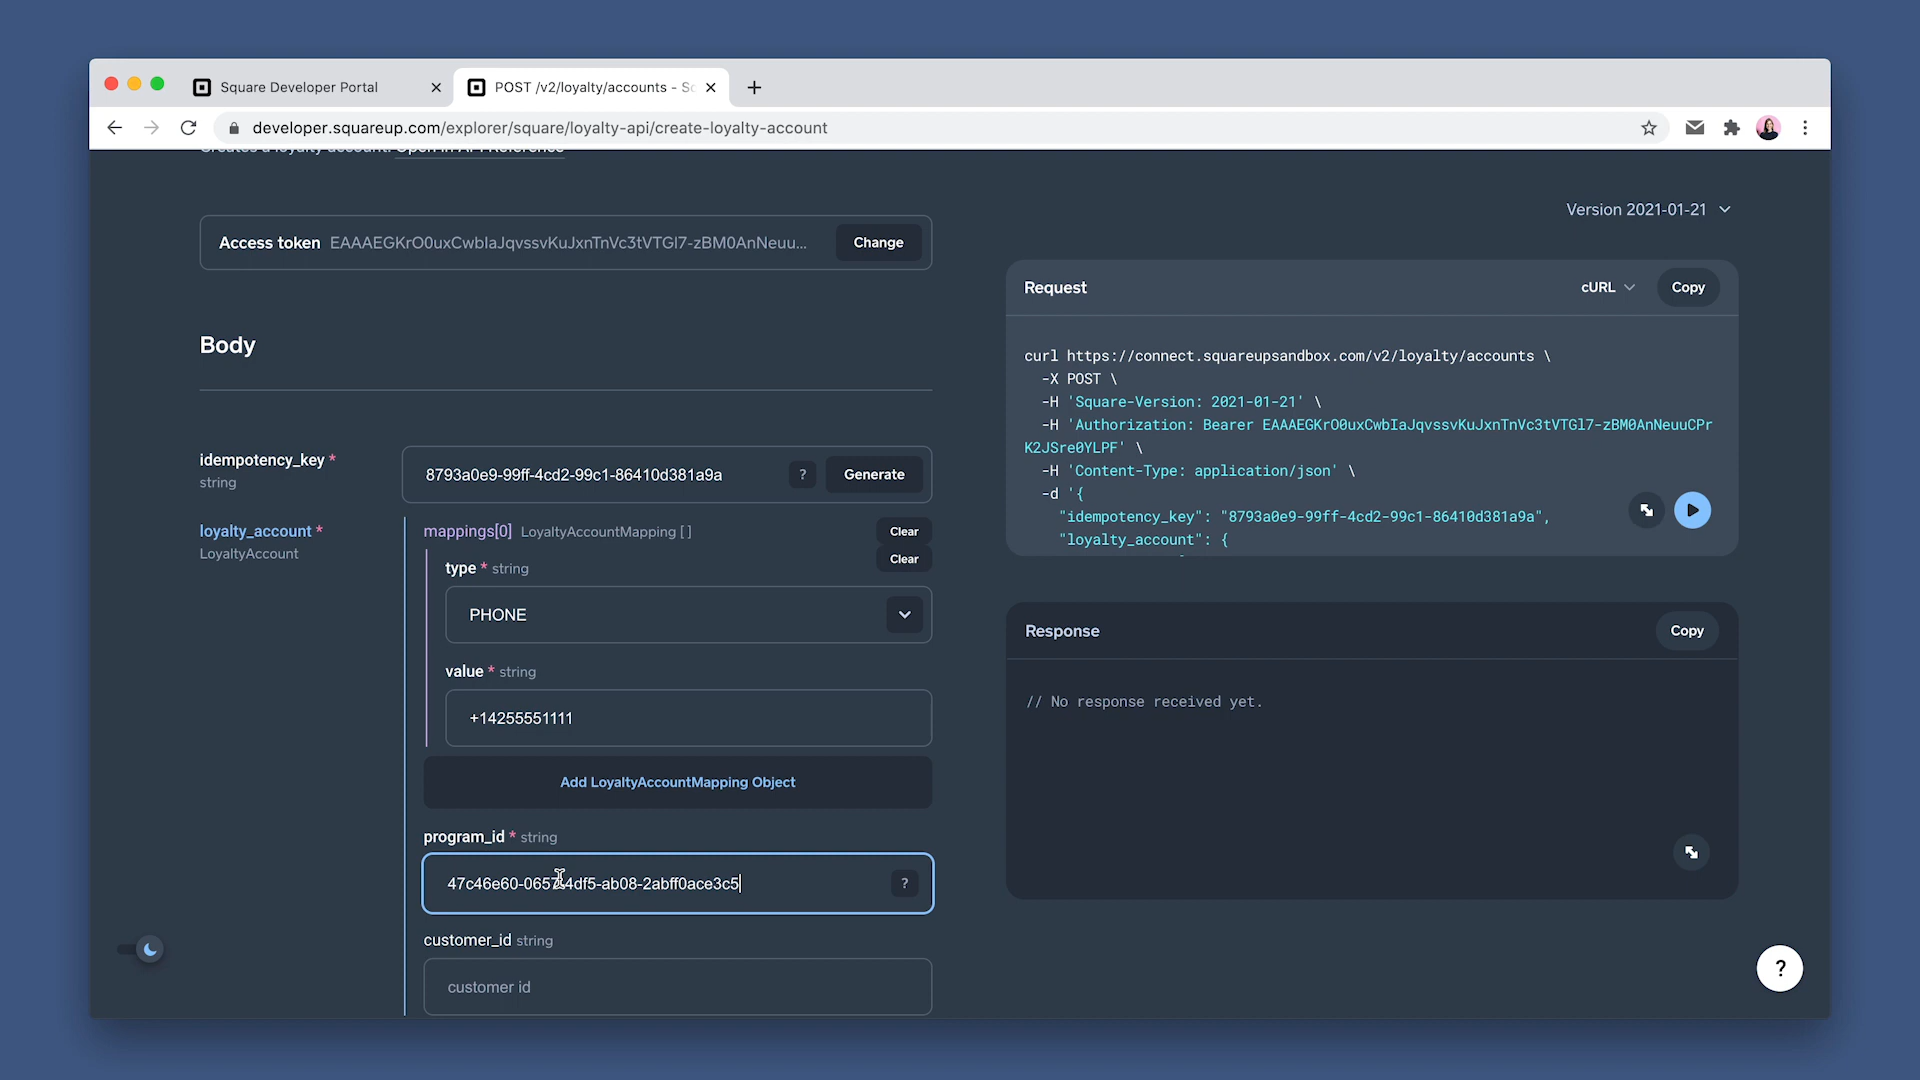 Square Developer Portal
POST /v2/loyalty/accounts - Sc
developer.squareup.com/explorer/square/loyalty-api/create-loyalty-account
Creates a loyalty account. Open in API Reference
Version 2021-01-21
Access token EAAAEGKrO0uxCwbIaJqvssvKuJxnTnVc3tVTGl7-zBM0AnNeuu...
Change
Request
cURL
Copy
Body
curl https://connect.squareupsandbox.com/v2/loyalty/accounts \
-X POST \
-H 'Square-Version: 2021-01-21' \
-H 'Authorization: Bearer EAAAEGKrO0uxCwbIaJqvssvKuJxnTnVc3tVTGl7-zBM0AnNeuuCPr
K2JSre0YLPF' \
-H 'Content-Type: application/json' \
-d '{
"idempotency_key": "8793a0e9-99ff-4cd2-99c1-86410d381a9a",
"loyalty_account": {
idempotency_key *
string
8793a0e9-99ff-4cd2-99c1-86410d381a9a
?
Generate
loyalty_account *
LoyaltyAccount
mappings[0] LoyaltyAccountMapping [ ]
Clear
Clear
type * string
PHONE
value * string
+14255551111
Add LoyaltyAccountMapping Object
program_id * string
47c46e60-0657-4df5-ab08-2abff0ace3c5
?
customer_id string
customer id
Response
Copy
// No response received yet.
?